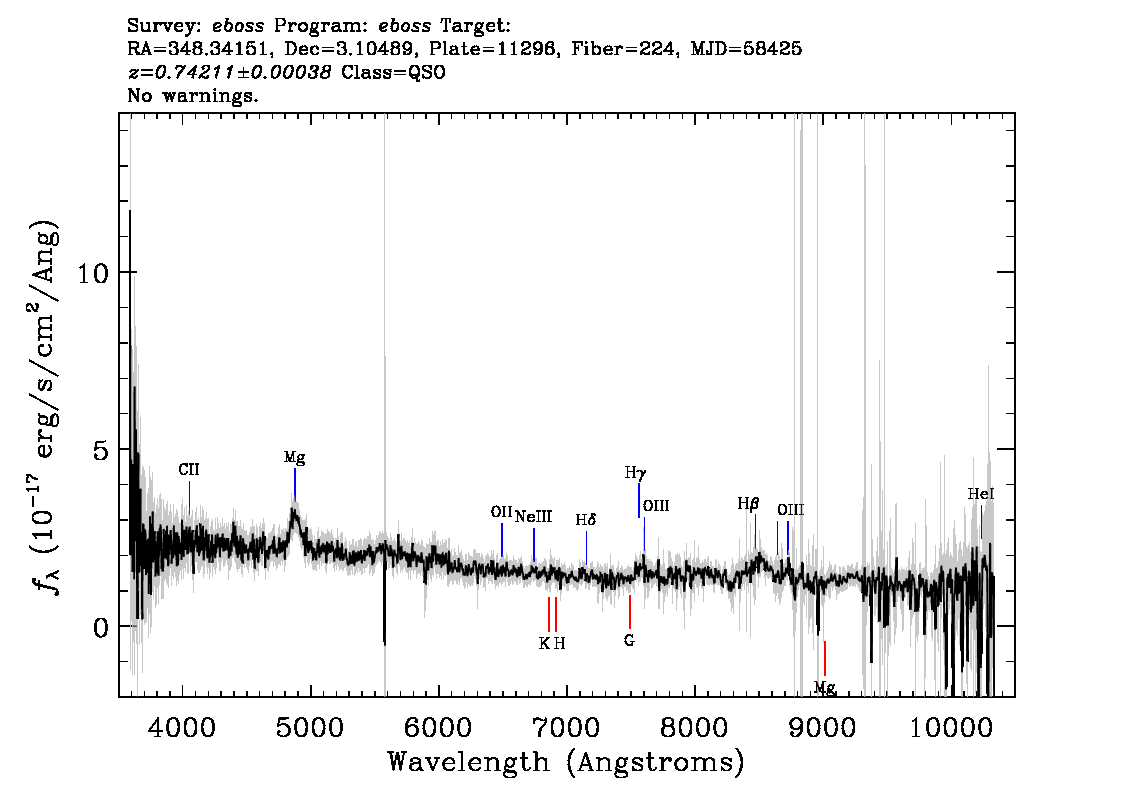 Survey: eboss Program: eboss Target:
RA=348.34151, Dec=3.10489, Plate=11296, Fiber=224, MJD=58425
z=0.74211±0.00038 Class=QSO
No warnings.
10
5
0
fλ (10⁻¹⁷ erg/s/cm²/Ang)
CII
Mg
OII
NeIII
Hδ
Hγ
OIII
Hβ
OIII
HeI
K
H
G
Mg
4000 5000 6000 7000 8000 9000 10000
Wavelength (Angstroms)